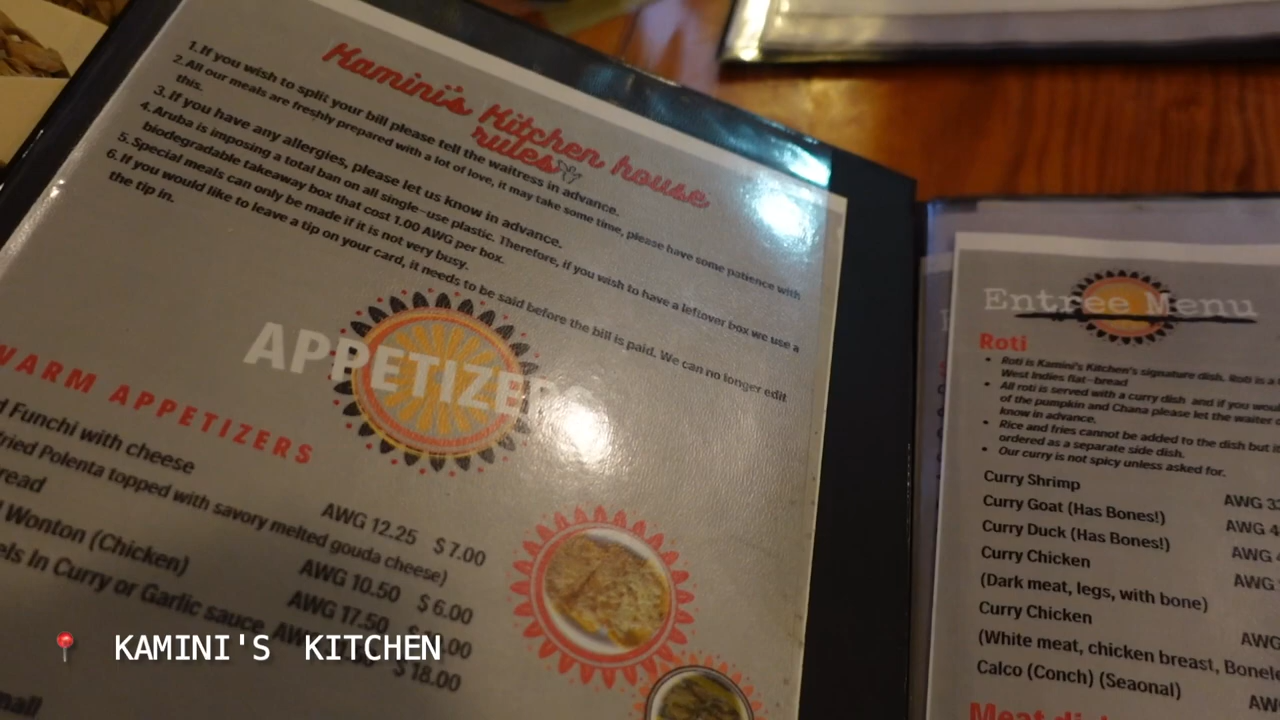 Kamini's Kitchen house
rules
1. If you wish to split your bill please tell the waitress in advance.
2. All our meals are freshly prepared with a lot of love, it may take some time, please have some patience with
this.
3. If you have any allergies, please let us know in advance.
4. Aruba is imposing a total ban on all single-use plastic. Therefore, if you wish to have a leftover box we use a
biodegradable takeaway box that cost 1.00 AWG per box.
5. Special meals can only be made if it is not very busy.
6. If you would like to leave a tip on your card, it needs to be said before the bill is paid. We can no longer edit
the tip in.
APPETIZERS
WARM APPETIZERS
Funchi with cheese AWG 12.25 $ 7.00
fried Polenta topped with savory melted gouda cheese)
AWG 10.50 $ 6.00
Wonton (Chicken) AWG 17.50
In Curry or Garlic sauce $ 18.00
Entree Menu
Roti
• Roti is Kamini's Kitchen's signature dish. Roti is a
West Indies flat-bread
• All roti is served with a curry dish and if you
of the pumpkin and Chana please let the waiter
know in advance.
• Rice and fries cannot be added to the dish but
ordered as a separate side dish.
• Our curry is not spicy unless asked for.
Curry Shrimp AWG
Curry Goat (Has Bones!) AWG
Curry Duck (Has Bones!) AWG
Curry Chicken AWG
(Dark meat, legs, with bone)
Curry Chicken AWG
(White meat, chicken breast,
Calco (Conch) (Seaonal)
Meat
KAMINI'S KITCHEN